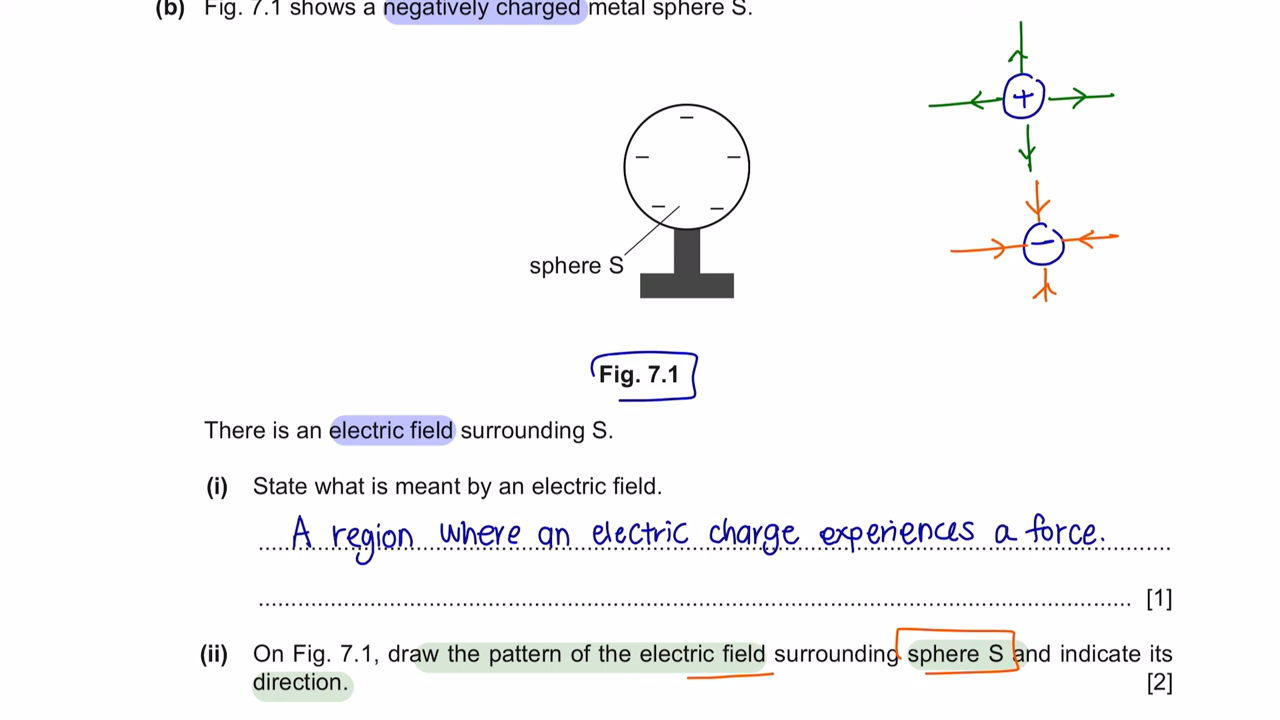 (b) Fig. 7.1 shows a negatively charged metal sphere S.
+
−
−
−
−
−
−
sphere S
Fig. 7.1
There is an electric field surrounding S.
(i) State what is meant by an electric field.
A region where an electric charge experiences a force.
[1]
(ii) On Fig. 7.1, draw the pattern of the electric field surrounding sphere S and indicate its
direction. [2]